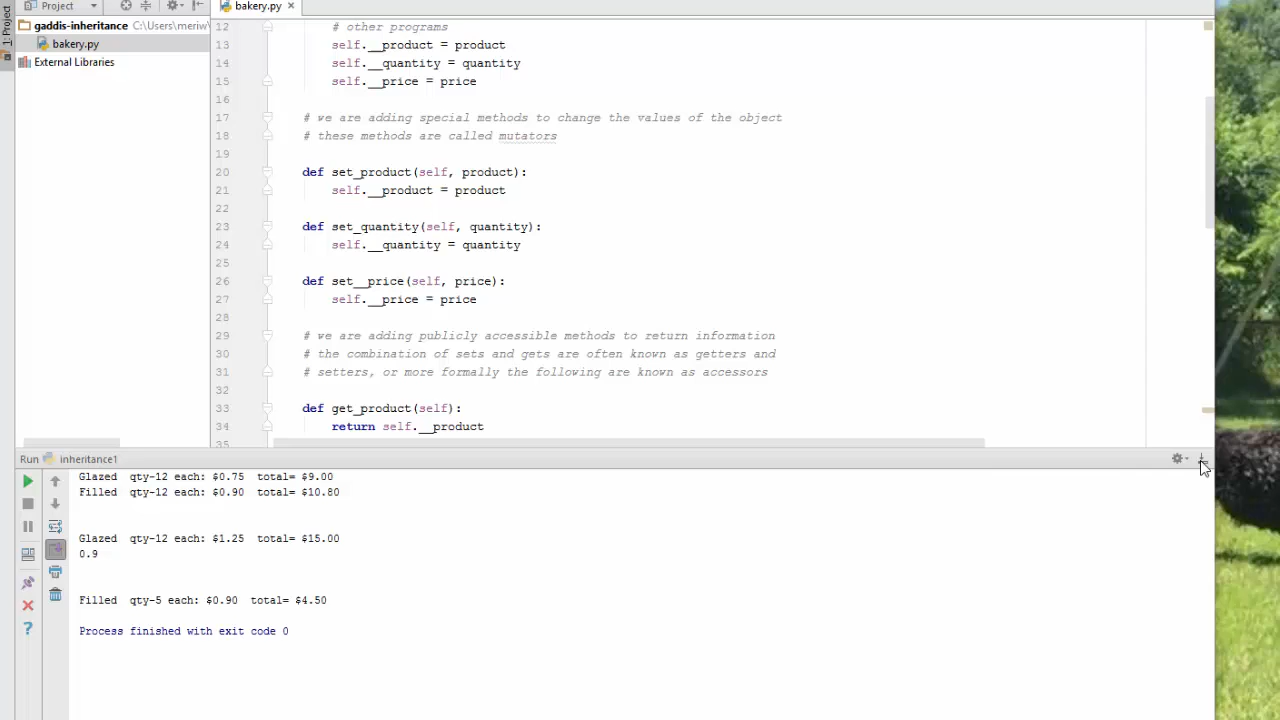 1: Project
Project
bakery.py
gaddis-inheritance C:\Users\meriw
bakery.py
External Libraries
12 # other programs
13 self.__product = product
14 self.__quantity = quantity
15 self.__price = price
16
17 # we are adding special methods to change the values of the object
18 # these methods are called mutators
19
20 def set_product(self, product):
21 self.__product = product
22
23 def set_quantity(self, quantity):
24 self.__quantity = quantity
25
26 def set__price(self, price):
27 self.__price = price
28
29 # we are adding publicly accessible methods to return information
30 # the combination of sets and gets are often known as getters and
31 # setters, or more formally the following are known as accessors
32
33 def get_product(self):
34 return self.__product
35
Run inheritance1
Glazed qty-12 each: $0.75 total= $9.00
Filled qty-12 each: $0.90 total= $10.80
Glazed qty-12 each: $1.25 total= $15.00
0.9
Filled qty-5 each: $0.90 total= $4.50
Process finished with exit code 0